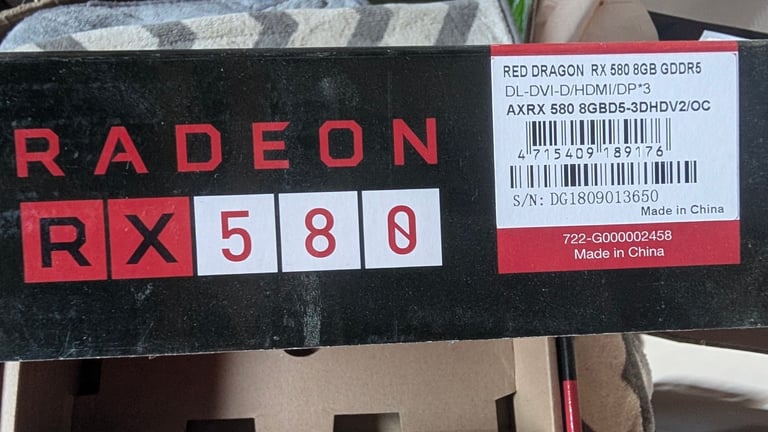 RADEON
RX 580
RED DRAGON RX 580 8GB GDDR5
DL-DVI-D/HDMI/DP*3
AXRX 580 8GBD5-3DHDV2/OC
4 715409 189176
S/N: DG1809013650
Made in China
722-G000002458
Made in China